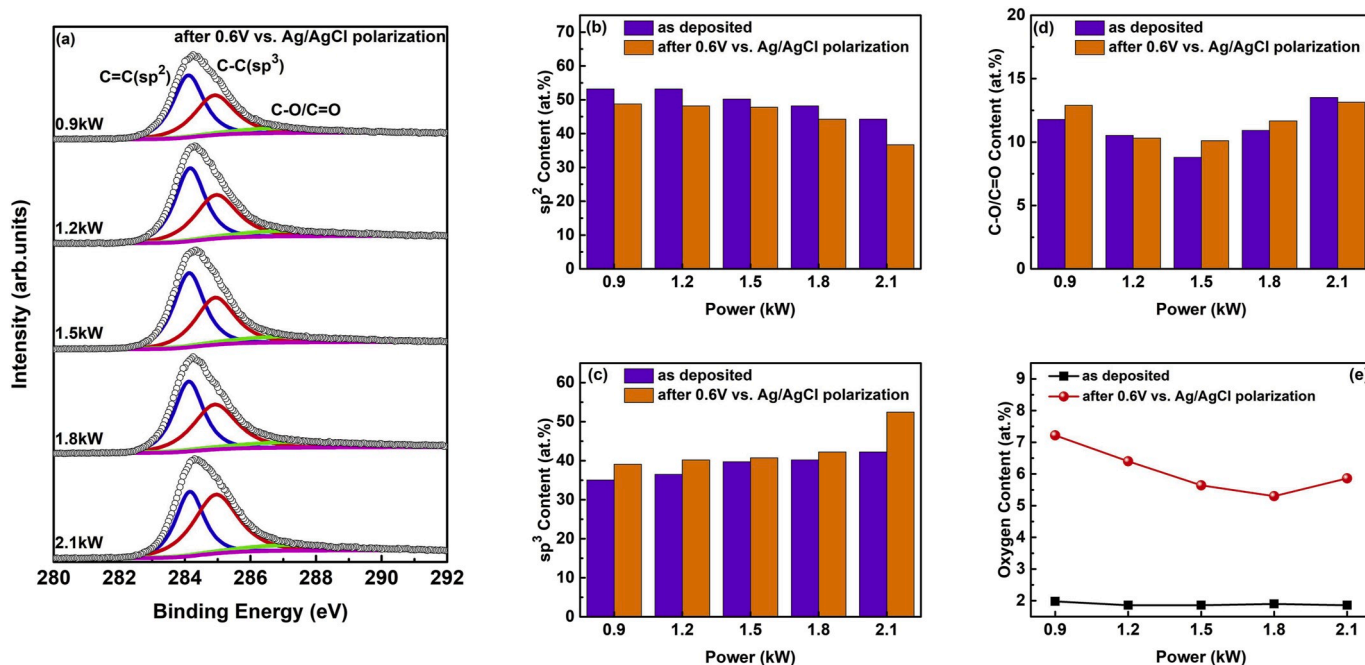 (a) after 0.6V vs. Ag/AgCl polarization
C=C(sp²) C-C(sp³)
C-O/C=O
0.9kW
1.2kW
1.5kW
1.8kW
2.1kW
280 282 284 286 288 290 292
Binding Energy (eV)
Intensity (arb.units)
(b) as deposited
after 0.6V vs. Ag/AgCl polarization
80
70
60
50
40
30
20
10
0
0.9 1.2 1.5 1.8 2.1
Power (kW)
sp² Content (at.%)
(c) as deposited
after 0.6V vs. Ag/AgCl polarization
60
50
40
30
20
10
0
0.9 1.2 1.5 1.8 2.1
Power (kW)
sp³ Content (at.%)
(d) as deposited
after 0.6V vs. Ag/AgCl polarization
20
15
10
5
0
0.9 1.2 1.5 1.8 2.1
Power (kW)
C-O/C=O Content (at.%)
as deposited (e)
after 0.6V vs. Ag/AgCl polarization
9
8
7
6
5
4
3
2
0.9 1.2 1.5 1.8 2.1
Power (kW)
Oxygen Content (at.%)